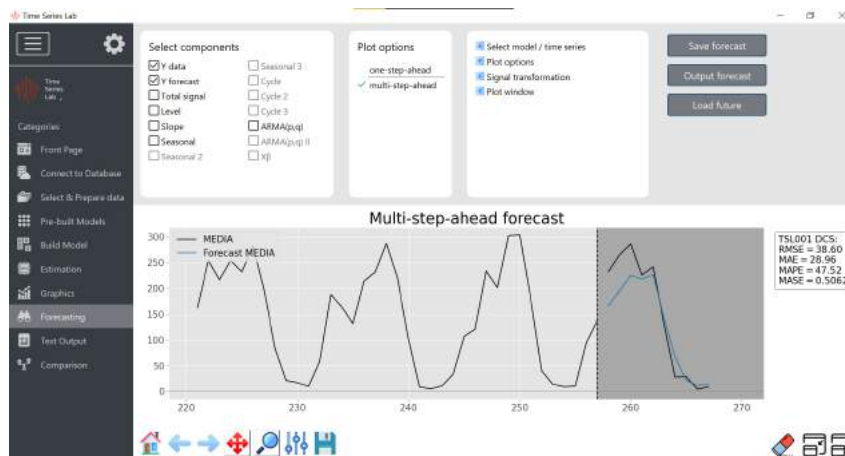 Time Series Lab
Time
Series
Lab
Categories
Front Page
Connect to Database
Select & Prepare data
Pre-built Models
Build Model
Estimation
Graphics
Forecasting
Text Output
Comparison
Select components
Y data
Y forecast
Total signal
Level
Slope
Seasonal
Seasonal 2
Seasonal 3
Cycle
Cycle 2
Cycle 3
ARMA(p,q)
ARMA(p,q) II
Xβ
Plot options
one-step-ahead
multi-step-ahead
Select model / time series
Plot options
Signal transformation
Plot window
Save forecast
Output forecast
Load future
Multi-step-ahead forecast
MEDIA
Forecast MEDIA
300
250
200
150
100
50
0
220
230
240
250
260
270
TSL001 DCS:
RMSE = 38.60
MAE = 28.96
MAPE = 47.52
MASE = 0.5062